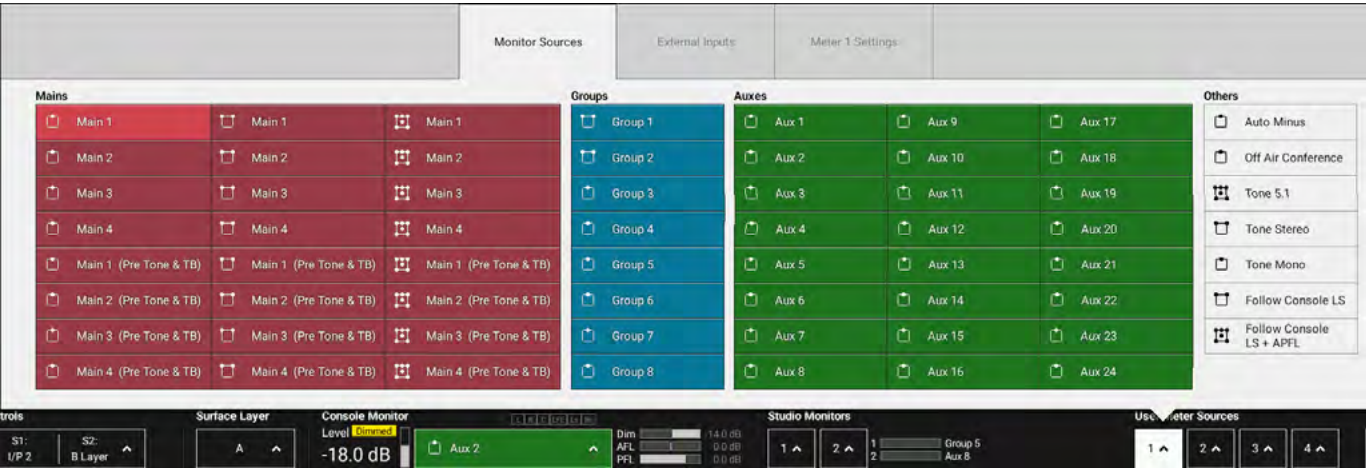 Monitor Sources External Inputs Meter 1 Settings
Mains Groups Auxes Others
Main 1 Main 1 Main 1 Group 1 Aux 1 Aux 9 Aux 17 Auto Minus
Main 2 Main 2 Main 2 Group 2 Aux 2 Aux 10 Aux 18 Off Air Conference
Main 3 Main 3 Main 3 Group 3 Aux 3 Aux 11 Aux 19 Tone 5.1
Main 4 Main 4 Main 4 Group 4 Aux 4 Aux 12 Aux 20 Tone Stereo
Main 1 (Pre Tone & TB) Main 1 (Pre Tone & TB) Main 1 (Pre Tone & TB) Group 5 Aux 5 Aux 13 Aux 21 Tone Mono
Main 2 (Pre Tone & TB) Main 2 (Pre Tone & TB) Main 2 (Pre Tone & TB) Group 6 Aux 6 Aux 14 Aux 22 Follow Console LS
Main 3 (Pre Tone & TB) Main 3 (Pre Tone & TB) Main 3 (Pre Tone & TB) Group 7 Aux 7 Aux 15 Aux 23 Follow Console
LS + APFL
Main 4 (Pre Tone & TB) Main 4 (Pre Tone & TB) Main 4 (Pre Tone & TB) Group 8 Aux 8 Aux 16 Aux 24
trols Surface Layer Console Monitor Studio Monitors Sources
S1: S2: Level Dimmed Dim 14.0 dB
I/P 2 B Layer A -18.0 dB Aux 2 AFL 0.0 dB 1 2 1 Group 5 1 2 3 4
PFL 0.0 dB 2 Aux 8